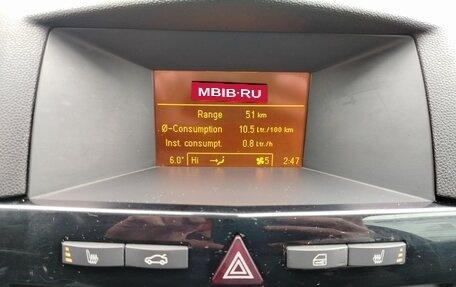 MBIB·RU
Range 51 km
Ø-Consumption 10.5 Ltr./100 km
Inst. consumpt. 0.8 Ltr./h
6.0° Hi 5 2:47